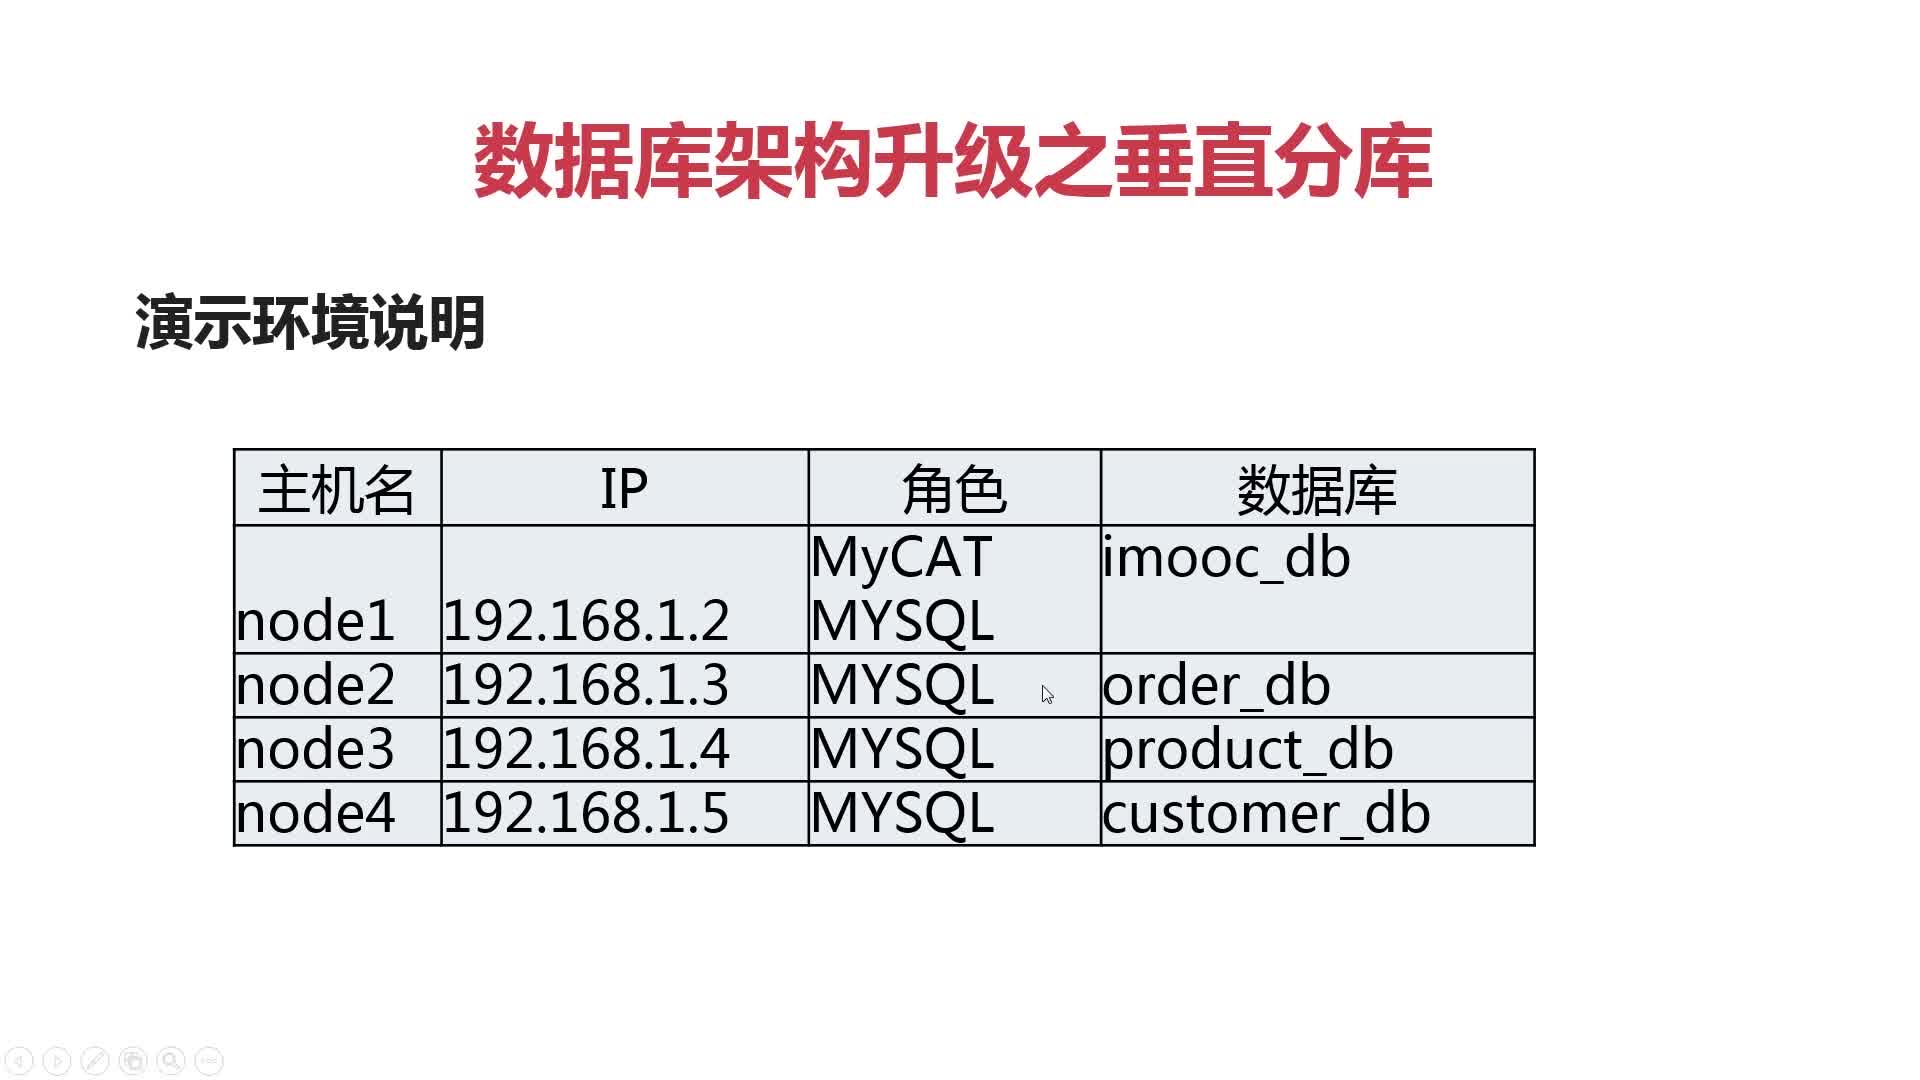 数据库架构升级之垂直分库
演示环境说明
主机名 IP 角色 数据库
MyCAT imooc_db
node1 192.168.1.2 MYSQL
node2 192.168.1.3 MYSQL order_db
node3 192.168.1.4 MYSQL product_db
node4 192.168.1.5 MYSQL customer_db